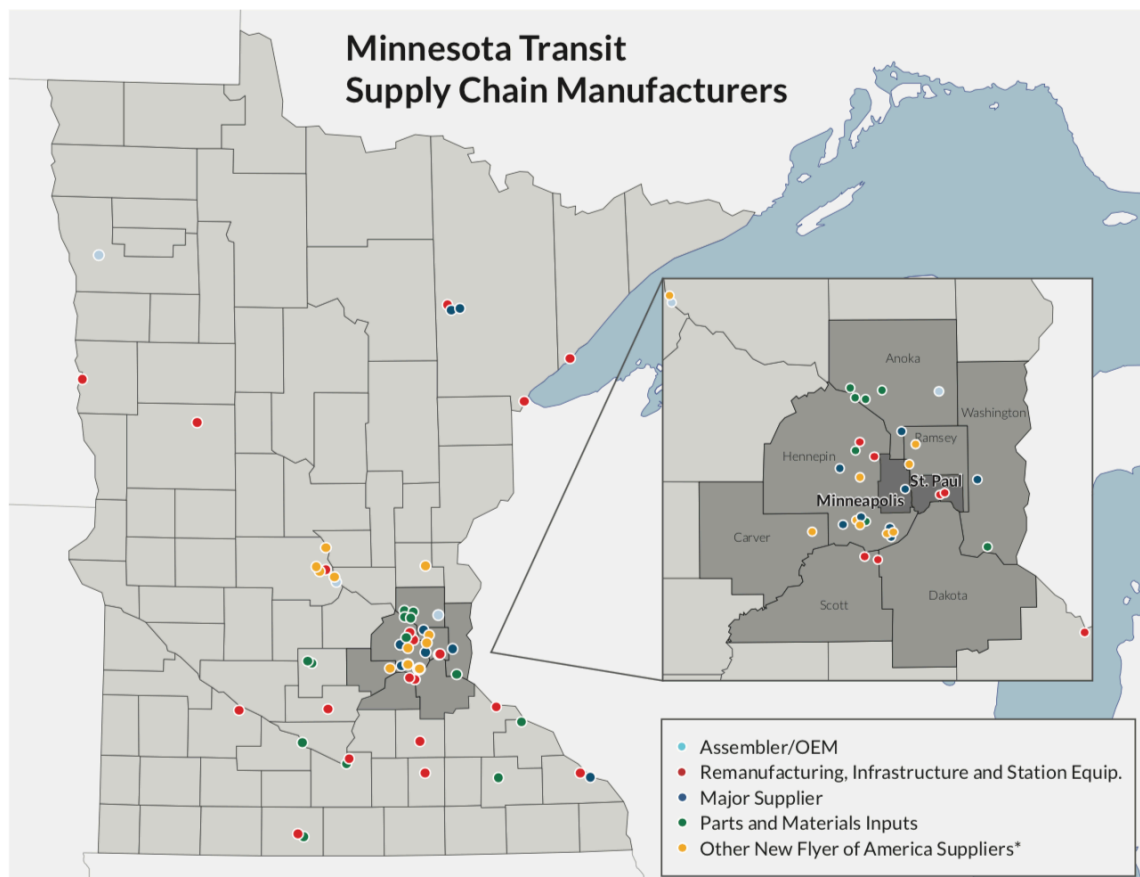 Minnesota Transit
Supply Chain Manufacturers
Anoka
Washington
Ramsey
Hennepin
St. Paul
Minneapolis
Carver
Scott
Dakota
Assembler/OEM
Remanufacturing, Infrastructure and Station Equip.
Major Supplier
Parts and Materials Inputs
Other New Flyer of America Suppliers*